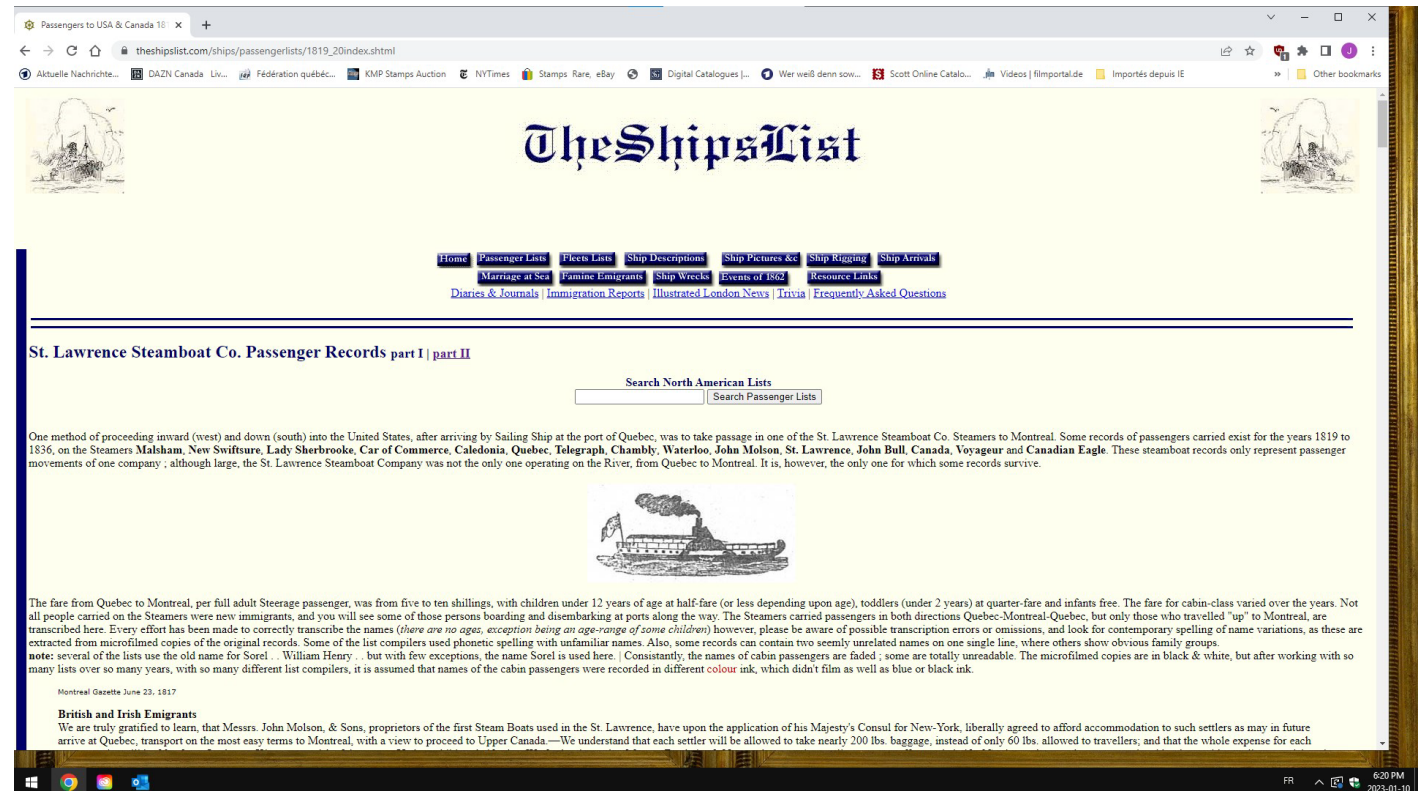 Passengers to USA & Canada 18
theshipslist.com/ships/passengerlists/1819_20index.shtml
J
Aktuelle Nachrichte... DAZN Canada Liv... Fédération québéc... KMP Stamps Auction NYTimes Stamps Rare, eBay Digital Catalogues |... Wer weiß denn sow... Scott Online Catalo... Videos | filmportal.de Importés depuis IE » Other bookmarks
TheShipsList
Home Passenger Lists Fleets Lists Ship Descriptions Ship Pictures &c Ship Rigging Ship Arrivals
Marriage at Sea Famine Emigrants Ship Wrecks Events of 1862 Resource Links
Diaries & Journals | Immigration Reports | Illustrated London News | Trivia | Frequently Asked Questions
St. Lawrence Steamboat Co. Passenger Records part I | part II
Search North American Lists
Search Passenger Lists
One method of proceeding inward (west) and down (south) into the United States, after arriving by Sailing Ship at the port of Quebec, was to take passage in one of the St. Lawrence Steamboat Co. Steamers to Montreal. Some records of passengers carried exist for the years 1819 to
1836, on the Steamers Malsham, New Swiftsure, Lady Sherbrooke, Car of Commerce, Caledonia, Quebec, Telegraph, Chambly, Waterloo, John Molson, St. Lawrence, John Bull, Canada, Voyageur and Canadian Eagle. These steamboat records only represent passenger
movements of one company ; although large, the St. Lawrence Steamboat Company was not the only one operating on the River, from Quebec to Montreal. It is, however, the only one for which some records survive.
The fare from Quebec to Montreal, per full adult Steerage passenger, was from five to ten shillings, with children under 12 years of age at half-fare (or less depending upon age), toddlers (under 2 years) at quarter-fare and infants free. The fare for cabin-class varied over the years. Not
all people carried on the Steamers were new immigrants, and you will see some of those persons boarding and disembarking at ports along the way. The Steamers carried passengers in both directions Quebec-Montreal-Quebec, but only those who travelled "up" to Montreal, are
transcribed here. Every effort has been made to correctly transcribe the names (there are no ages, exception being an age-range of some children) however, please be aware of possible transcription errors or omissions, and look for contemporary spelling of name variations, as these are
extracted from microfilmed copies of the original records. Some of the list compilers used phonetic spelling with unfamiliar names. Also, some records can contain two seemly unrelated names on one single line, where others show obvious family groups.
note: several of the lists use the old name for Sorel . . William Henry . . but with few exceptions, the name Sorel is used here. | Consistantly, the names of cabin passengers are faded ; some are totally unreadable. The microfilmed copies are in black & white, but after working with so
many lists over so many years, with so many different list compilers, it is assumed that names of the cabin passengers were recorded in different colour ink, which didn't film as well as blue or black ink.
Montreal Gazette June 23, 1817
British and Irish Emigrants
We are truly gratified to learn, that Messrs. John Molson, & Sons, proprietors of the first Steam Boats used in the St. Lawrence, have upon the application of his Majesty's Consul for New-York, liberally agreed to afford accommodation to such settlers as may in future
arrive at Quebec, transport on the most easy terms to Montreal, with a view to proceed to Upper Canada.—We understand that each settler will be allowed to take nearly 200 lbs. baggage, instead of only 60 lbs. allowed to travellers; and that the whole expense for each
FR
6:20 PM
2023-01-10